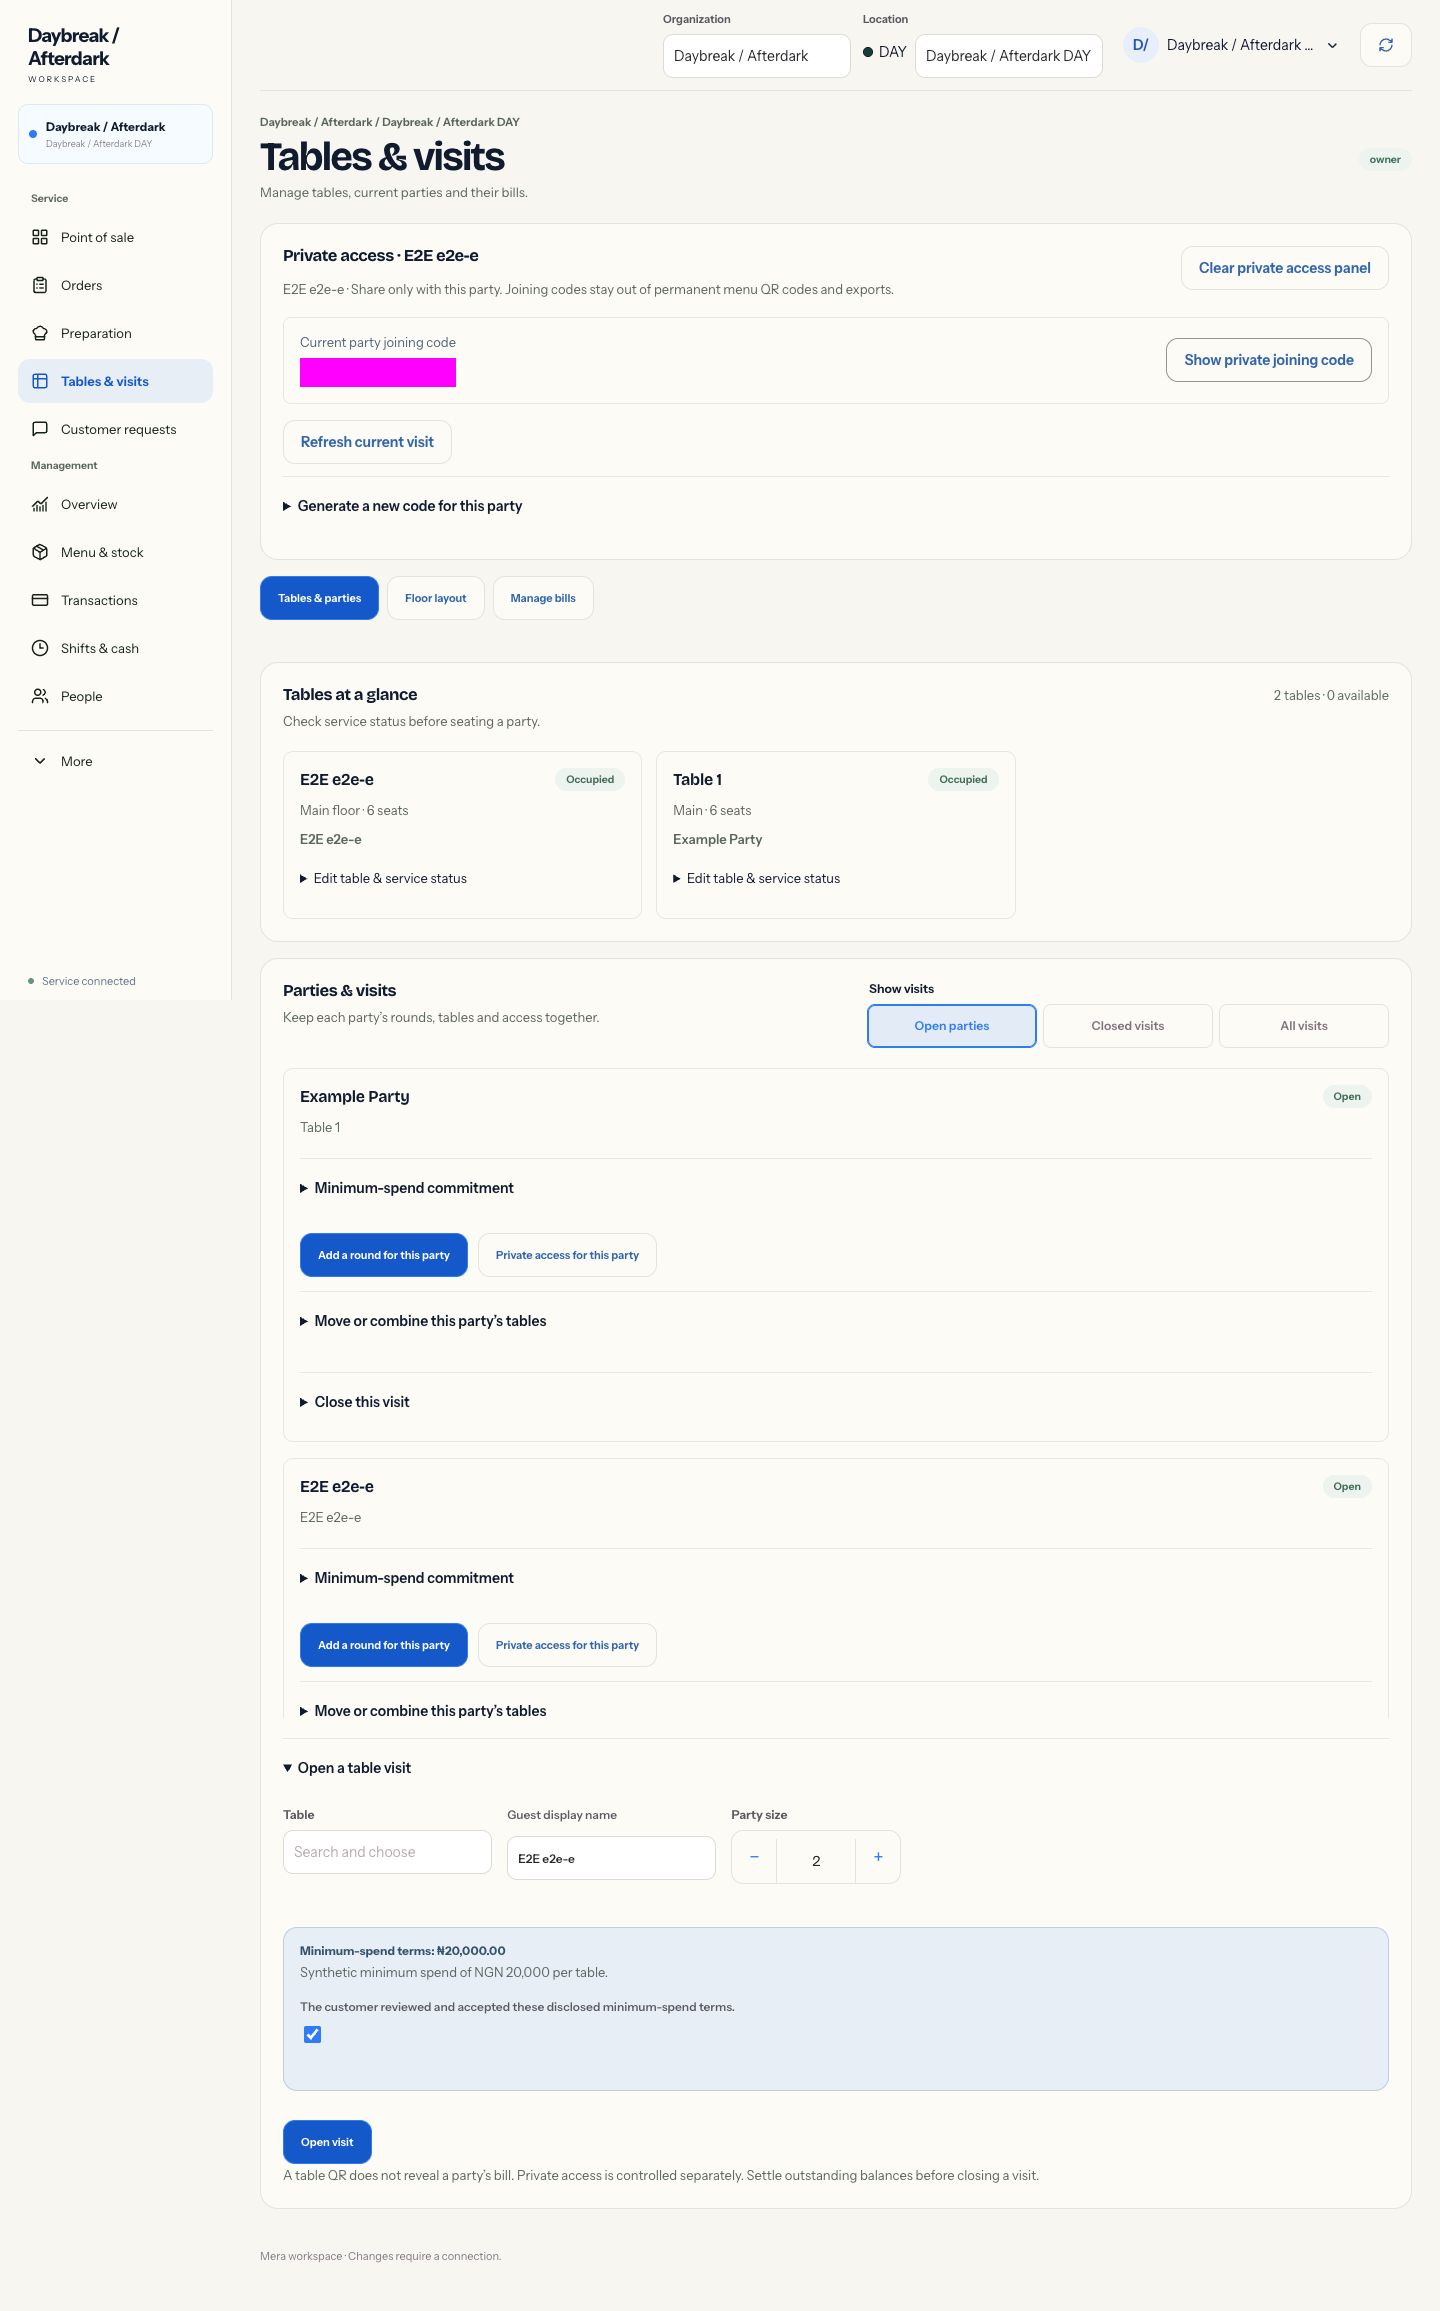 Daybreak /
Afterdark
WORKSPACE
Daybreak / Afterdark
Daybreak / Afterdark DAY
Service
Point of sale
Orders
Preparation
Tables & visits
Customer requests
Management
Overview
Menu & stock
Transactions
Shifts & cash
People
More
Service connected
Organization
Daybreak / Afterdark
Location
DAY
Daybreak / Afterdark DAY
D/
Daybreak / Afterdark ...
Daybreak / Afterdark / Daybreak / Afterdark DAY
Tables & visits
owner
Manage tables, current parties and their bills.
Private access · E2E e2e-e
Clear private access panel
E2E e2e-e · Share only with this party. Joining codes stay out of permanent menu QR codes and exports.
Current party joining code
Show private joining code
Refresh current visit
Generate a new code for this party
Tables & parties
Floor layout
Manage bills
Tables at a glance
2 tables · 0 available
Check service status before seating a party.
E2E e2e-e
Occupied
Main floor · 6 seats
E2E e2e-e
Edit table & service status
Table 1
Occupied
Main · 6 seats
Example Party
Edit table & service status
Parties & visits
Keep each party's rounds, tables and access together.
Show visits
Open parties
Closed visits
All visits
Example Party
Open
Table 1
Minimum-spend commitment
Add a round for this party
Private access for this party
Move or combine this party's tables
Close this visit
E2E e2e-e
Open
E2E e2e-e
Minimum-spend commitment
Add a round for this party
Private access for this party
Move or combine this party's tables
Open a table visit
Table
Search and choose
Guest display name
E2E e2e-e
Party size
−
2
+
Minimum-spend terms: ₦20,000.00
Synthetic minimum spend of NGN 20,000 per table.
The customer reviewed and accepted these disclosed minimum-spend terms.
Open visit
A table QR does not reveal a party's bill. Private access is controlled separately. Settle outstanding balances before closing a visit.
Mera workspace · Changes require a connection.